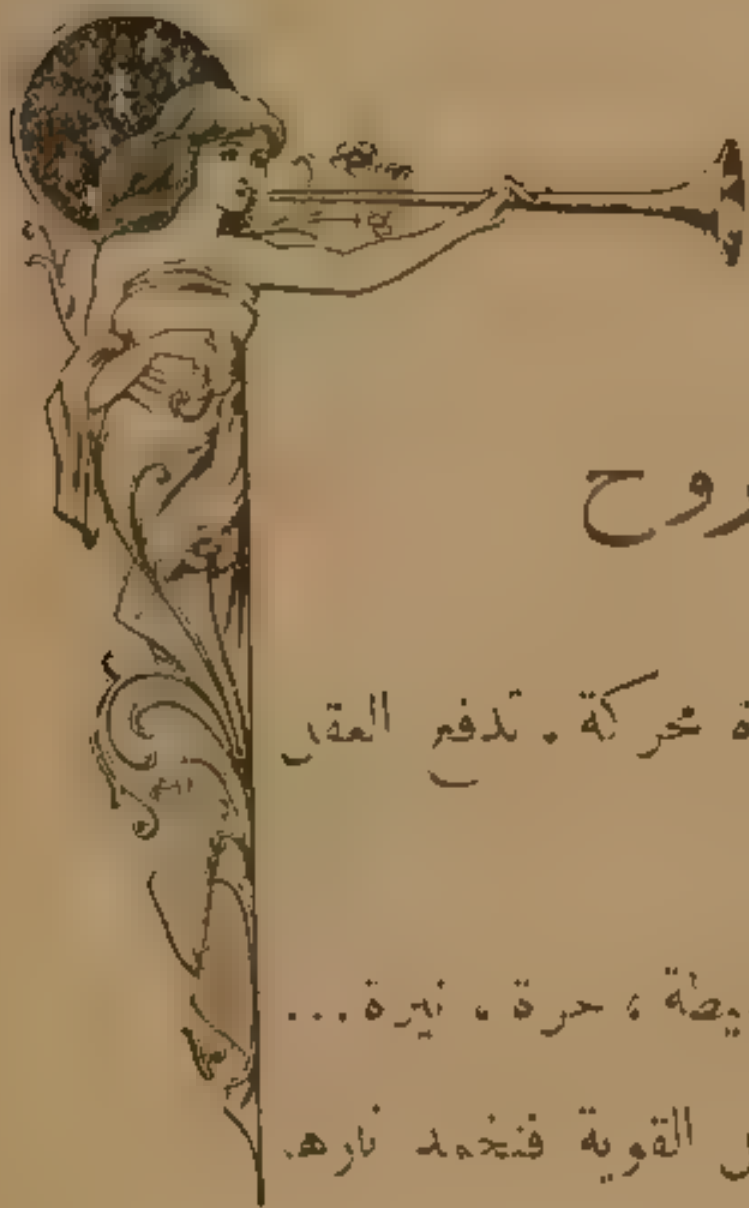 روح
ة محركة . تدفع العقل
يطة ، حرة ، نيرة ...
القوية فتخمد نارها